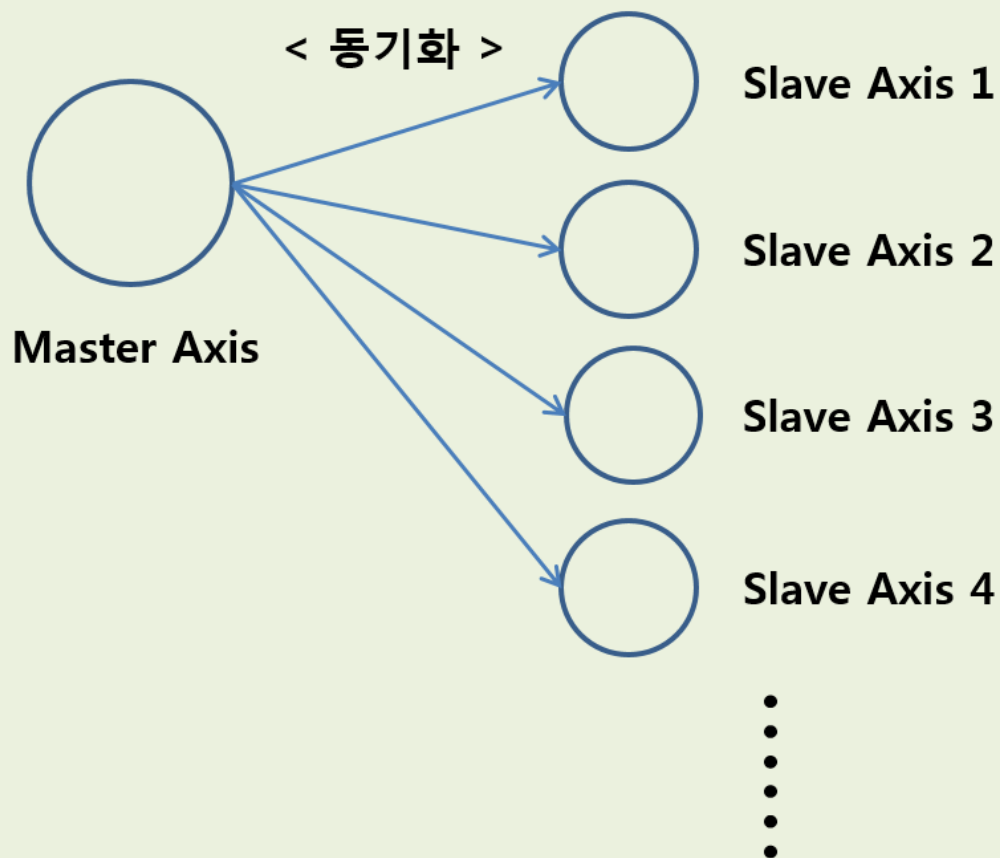 < 동기화 >
Slave Axis 1
Slave Axis 2
Master Axis
Slave Axis 3
Slave Axis 4